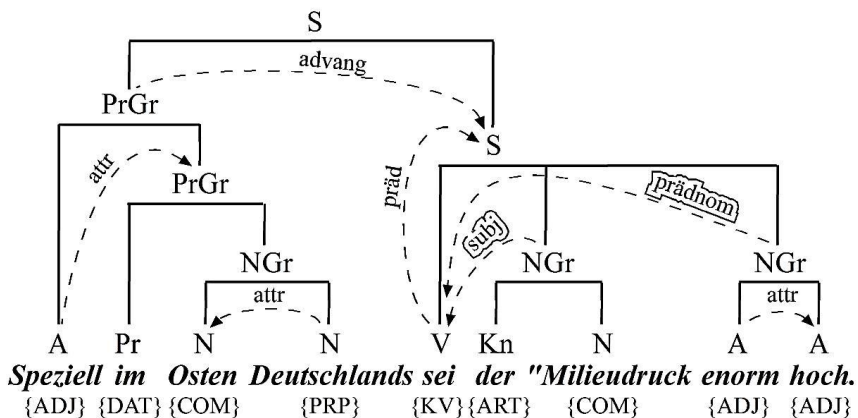 S
advang
PrGr
S
attr
PrGr
präd
prädnom
subj
NGr
NGr
NGr
attr
attr
A Pr N N V Kn N A A
Speziell im Osten Deutschlands sei der "Milieudruck enorm hoch.
{ADJ} {DAT} {COM} {PRP} {KV} {ART} {COM} {ADJ} {ADJ}